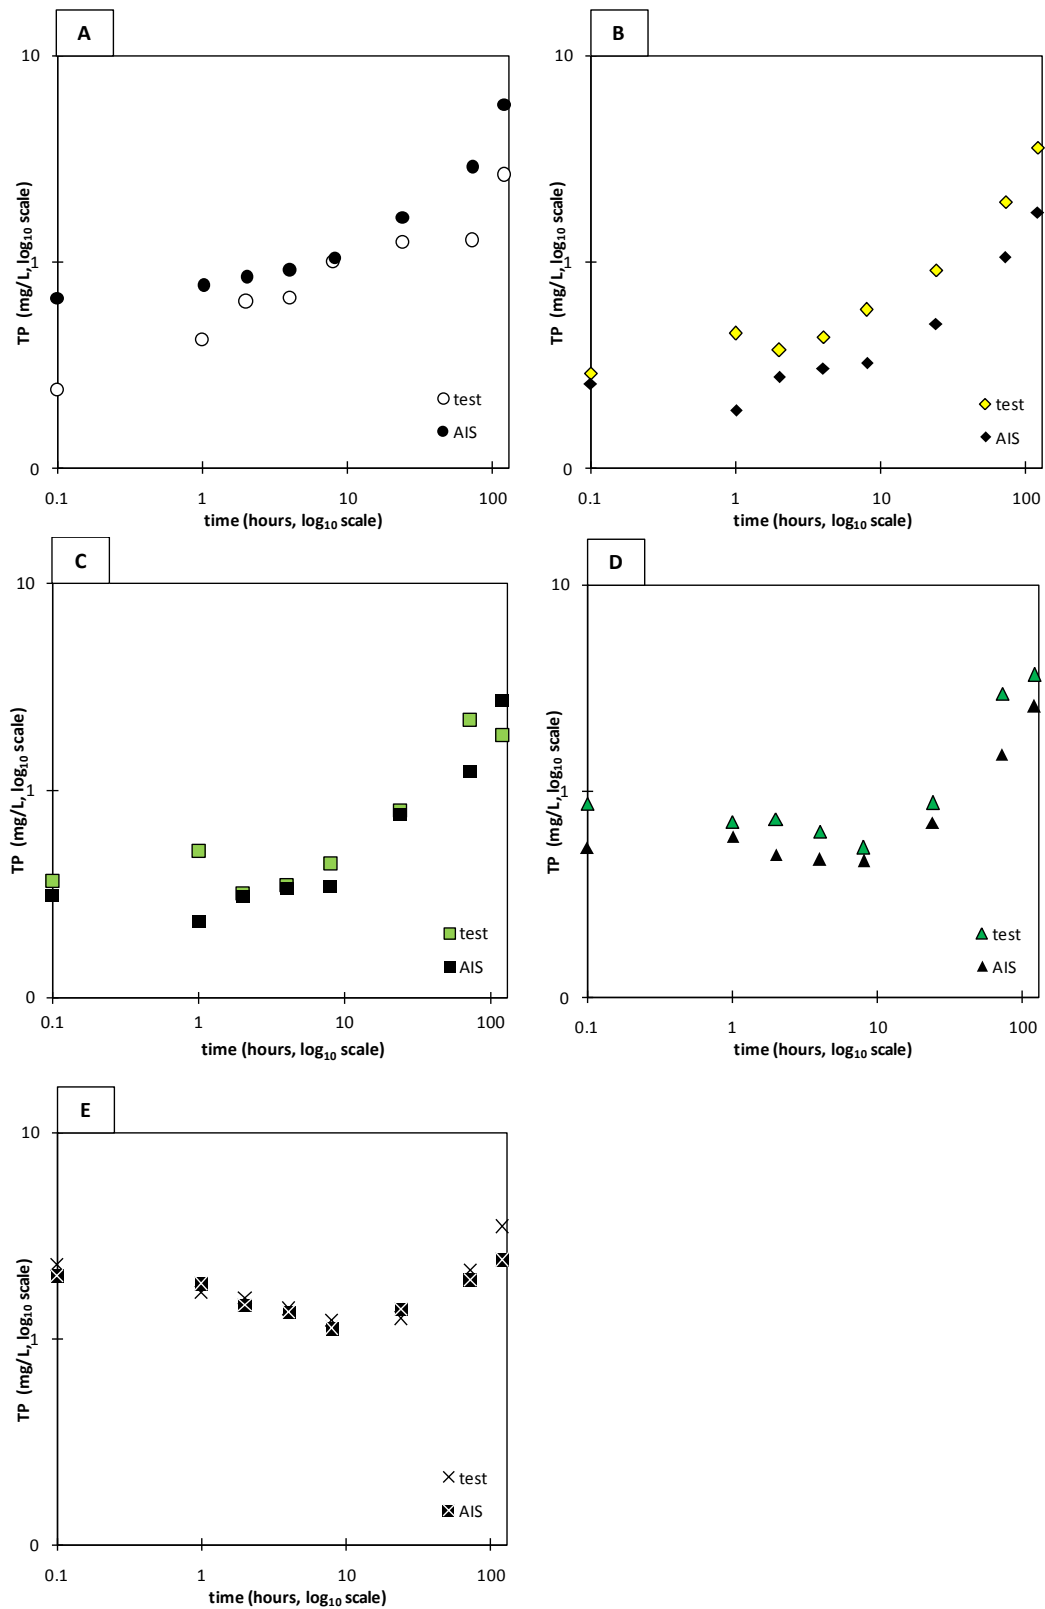 A
10
1
0
TP (mg/L, log10 scale)
test
AIS
0.1 1 10 100
time (hours, log10 scale)
B
10
1
0
TP (mg/L, log10 scale)
test
AIS
0.1 1 10 100
time (hours, log10 scale)
C
10
1
0
TP (mg/L, log10 scale)
test
AIS
0.1 1 10 100
time (hours, log10 scale)
D
10
1
0
TP (mg/L, log10 scale)
test
AIS
0.1 1 10 100
time (hours, log10 scale)
E
10
1
0
TP (mg/L, log10 scale)
test
AIS
0.1 1 10 100
time (hours, log10 scale)